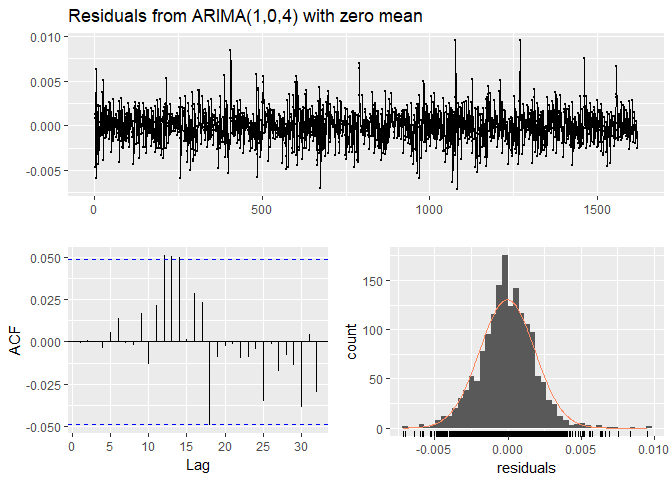 Residuals from ARIMA(1,0,4) with zero mean
0.010
0.005
0.000
-0.005
0 500 1000 1500
0.050
0.025
0.000
-0.025
-0.050
ACF
0 5 10 15 20 25 30
Lag
150
100
50
0
count
-0.005 0.000 0.005 0.010
residuals